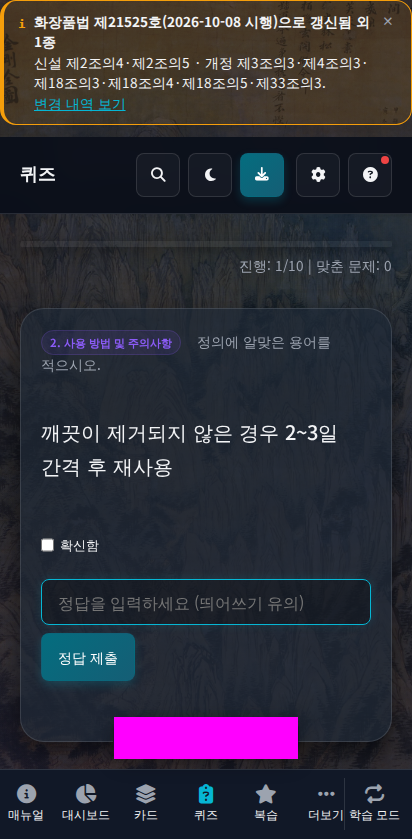 화장품법 제21525호(2026-10-08 시행)으로 갱신됨 외
1종
신설 제2조의4·제2조의5 · 개정 제3조의3·제4조의3·
제18조의3·제18조의4·제18조의5·제33조의3.
변경 내역 보기
퀴즈
진행: 1/10 | 맞춘 문제: 0
2. 사용 방법 및 주의사항 정의에 알맞은 용어를
적으시오.
깨끗이 제거되지 않은 경우 2~3일
간격 후 재사용
확신함
정답을 입력하세요 (띄어쓰기 유의)
정답 제출
매뉴얼 대시보드 카드 퀴즈 복습 더보기 학습 모드